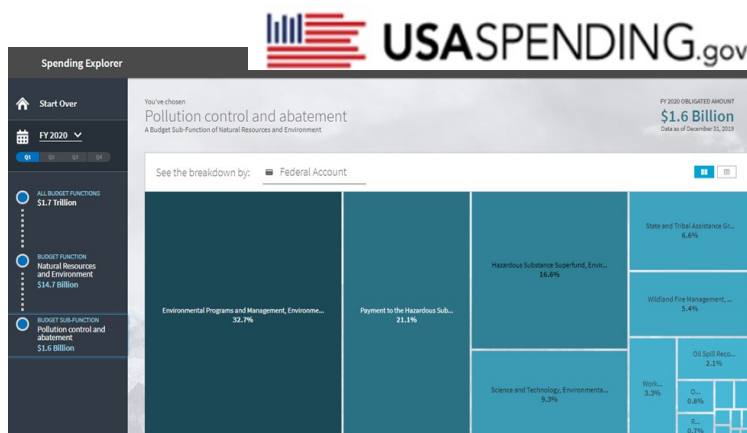 USASPENDING.gov
Spending Explorer
Start Over
FY 2020
Q1 Q2 Q3 Q4
ALL BUDGET FUNCTIONS
$1.7 Trillion
BUDGET FUNCTION
Natural Resources
and Environment
$14.7 Billion
BUDGET SUB-FUNCTION
Pollution control and
abatement
$1.6 Billion
You've chosen
Pollution control and abatement
A Budget Sub-Function of Natural Resources and Environment
FY 2020 OBLIGATED AMOUNT
$1.6 Billion
Data as of December 31, 2019
See the breakdown by:
Federal Account
Environmental Programs and Management, Environme...
32.7%
Payment to the Hazardous Sub...
21.1%
Hazardous Substance Superfund, Envir...
16.6%
Science and Technology, Environmenta...
9.3%
State and Tribal Assistance Gr...
6.6%
Wildland Fire Management, ...
5.4%
Work...
3.3%
Oil Spill Reco...
2.1%
O...
0.8%
R...
0.7%